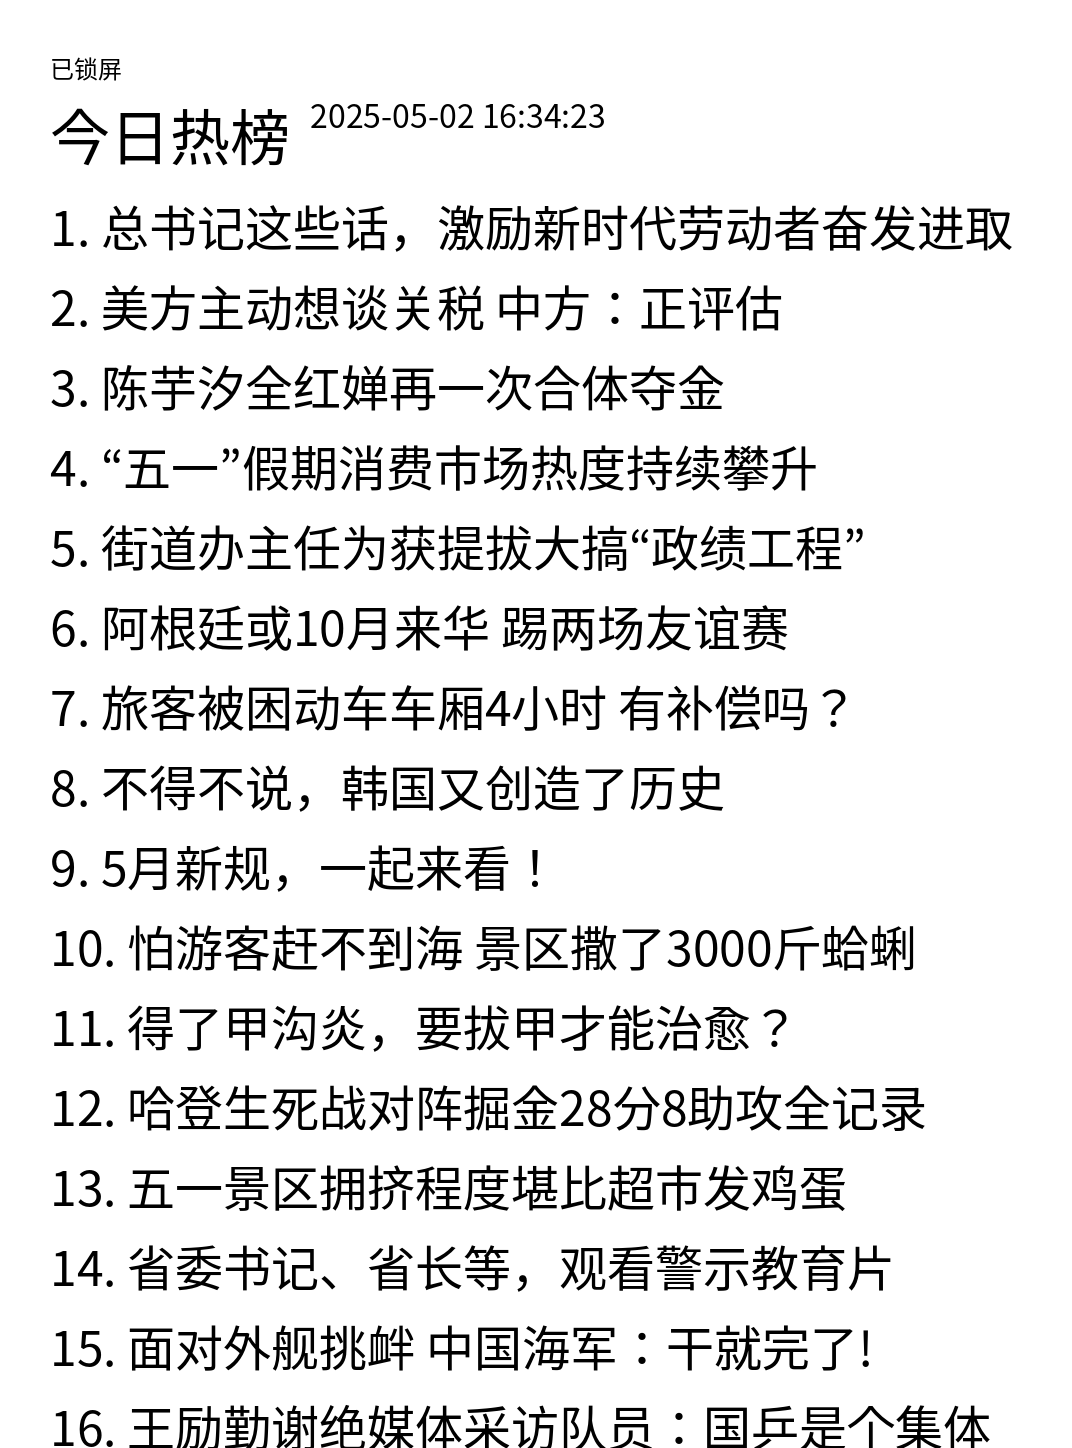 已锁屏
今日热榜 2025-05-02 16:34:23
1. 总书记这些话，激励新时代劳动者奋发进取
2. 美方主动想谈关税 中方：正评估
3. 陈芋汐全红婵再一次合体夺金
4. “五一”假期消费市场热度持续攀升
5. 街道办主任为获提拔大搞“政绩工程”
6. 阿根廷或10月来华 踢两场友谊赛
7. 旅客被困动车车厢4小时 有补偿吗？
8. 不得不说，韩国又创造了历史
9. 5月新规，一起来看！
10. 怕游客赶不到海 景区撒了3000斤蛤蜊
11. 得了甲沟炎，要拔甲才能治愈？
12. 哈登生死战对阵掘金28分8助攻全记录
13. 五一景区拥挤程度堪比超市发鸡蛋
14. 省委书记、省长等，观看警示教育片
15. 面对外舰挑衅 中国海军：干就完了!
16. 王励勤谢绝媒体采访队员：国乒是个集体